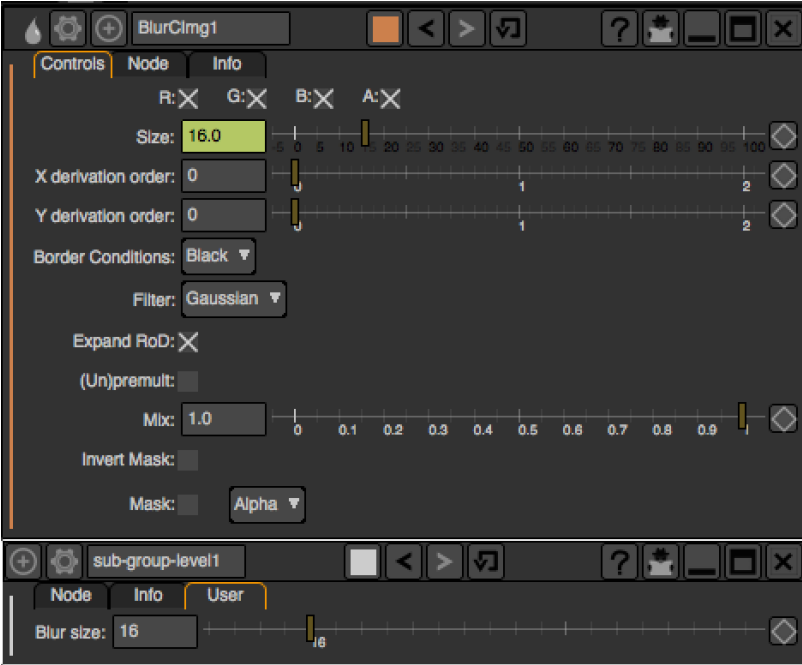 BlurCImg1
?
Controls Node Info
R: G: B: A:
Size: 16.0
-5 0 5 10 15 20 25 30 35 40 45 50 55 60 65 70 75 80 85 90 95 100
X derivation order: 0
0 1 2
Y derivation order: 0
0 1 2
Border Conditions: Black
Filter: Gaussian
Expand RoD:
(Un)premult:
Mix: 1.0
0 0.1 0.2 0.3 0.4 0.5 0.6 0.7 0.8 0.9 1
Invert Mask:
Mask: Alpha
sub-group-level1
?
Node Info User
Blur size: 16
16